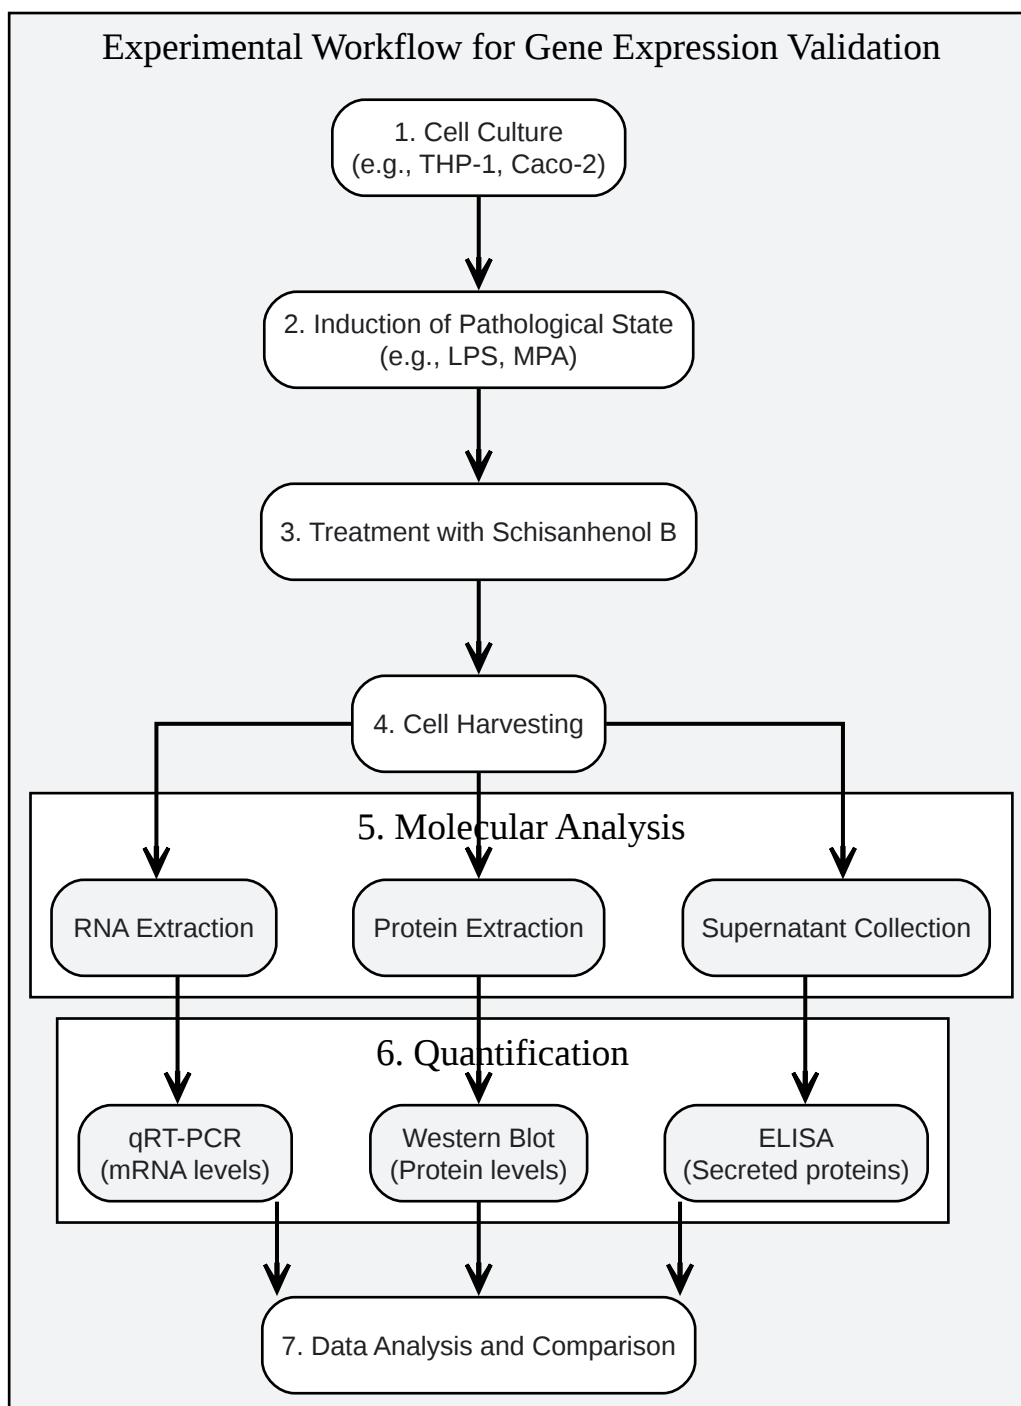 Experimental Workflow for Gene Expression Validation
1. Cell Culture
(e.g., THP-1, Caco-2)
2. Induction of Pathological State
(e.g., LPS, MPA)
3. Treatment with Schisanhenol B
4. Cell Harvesting
5. Molecular Analysis
RNA Extraction
Protein Extraction
Supernatant Collection
6. Quantification
qRT-PCR
(mRNA levels)
Western Blot
(Protein levels)
ELISA
(Secreted proteins)
7. Data Analysis and Comparison